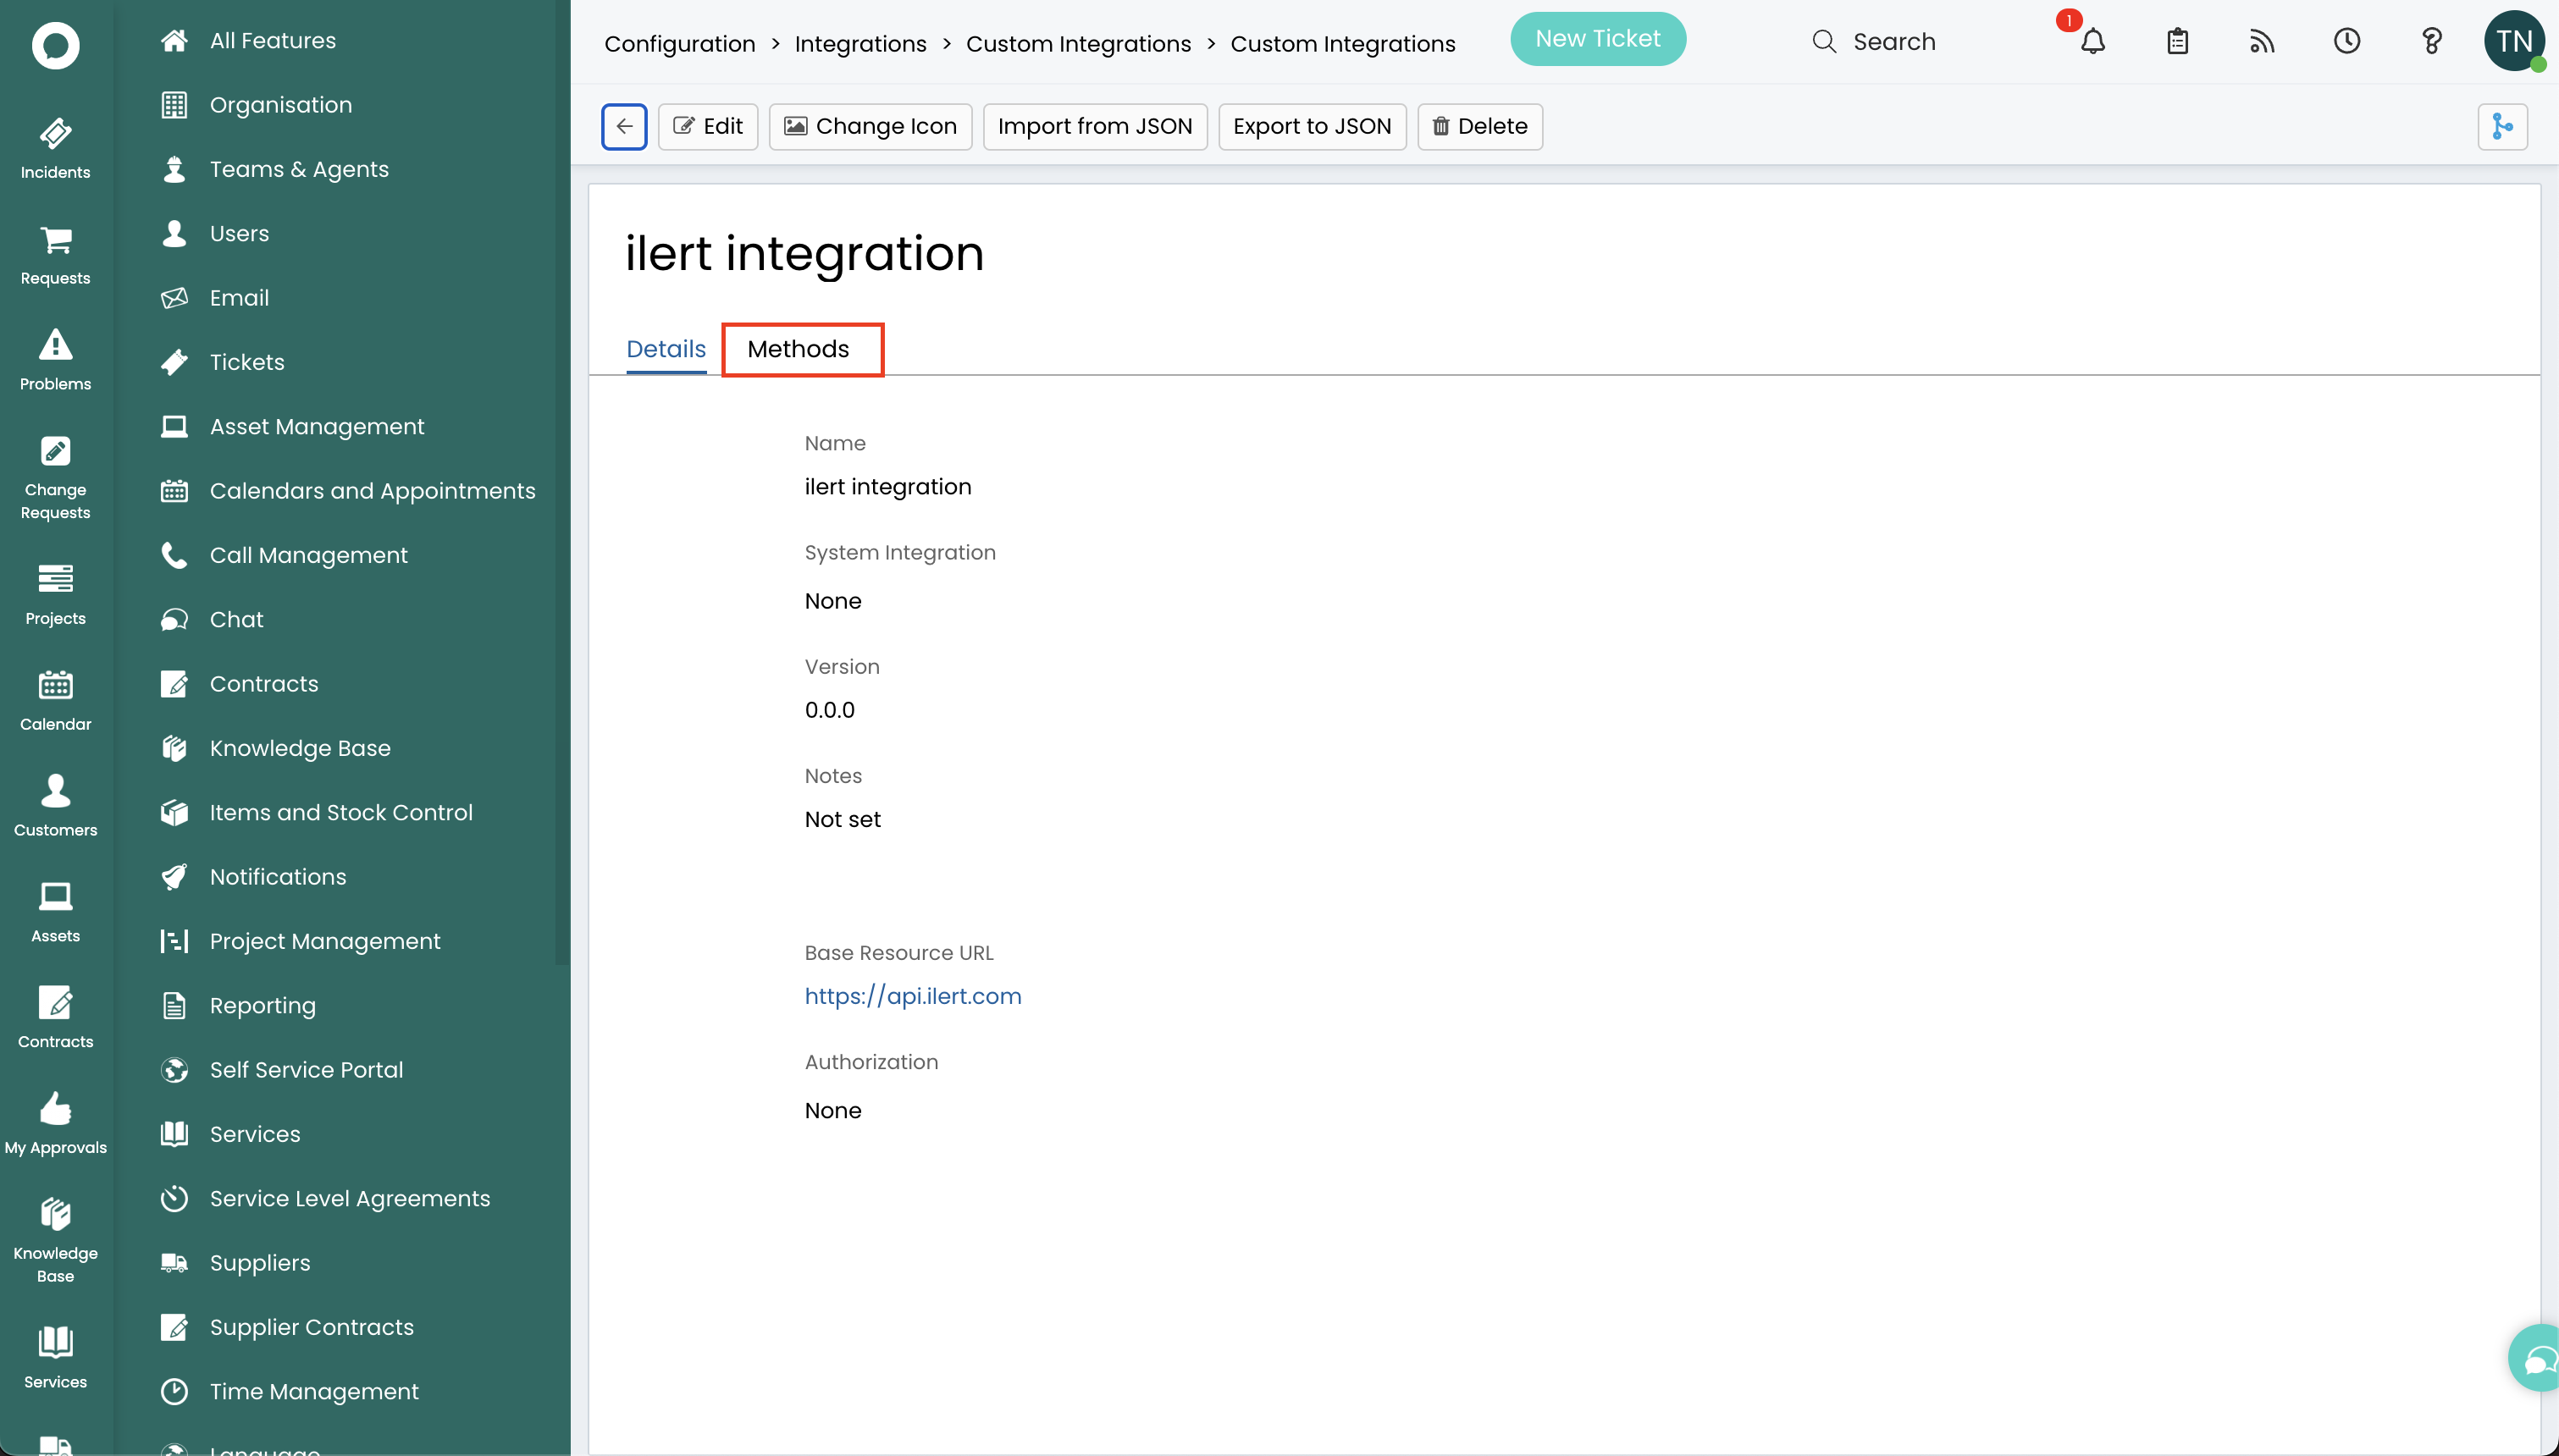 Incidents
Requests
Problems
Change
Requests
Projects
Calendar
Customers
Assets
Contracts
My Approvals
Knowledge
Base
Services
All Features
Organisation
Teams & Agents
Users
Email
Tickets
Asset Management
Calendars and Appointments
Call Management
Chat
Contracts
Knowledge Base
Items and Stock Control
Notifications
Project Management
Reporting
Self Service Portal
Services
Service Level Agreements
Suppliers
Supplier Contracts
Time Management
Language
Configuration > Integrations > Custom Integrations > Custom Integrations
New Ticket
Search
1
TN
Edit
Change Icon
Import from JSON
Export to JSON
Delete
ilert integration
Details
Methods
Name
ilert integration
System Integration
None
Version
0.0.0
Notes
Not set
Base Resource URL
https://api.ilert.com
Authorization
None